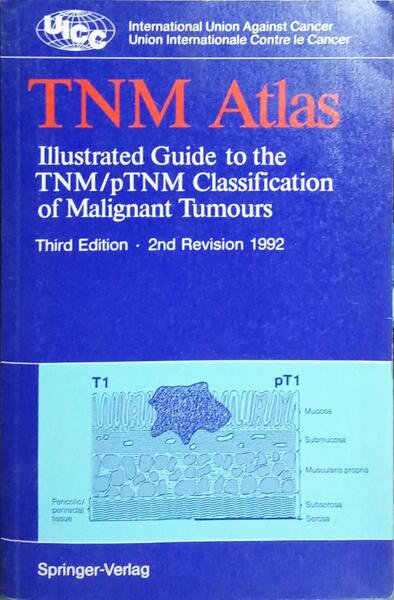 UICC
International Union Against Cancer
Union Internationale Contre le Cancer
TNM Atlas
Illustrated Guide to the
TNM/pTNM Classification
of Malignant Tumours
Third Edition · 2nd Revision 1992
T1
pT1
Mucosa
Submucosa
Muscularis propria
Pericolic/
perirectal
tissue
Subserosa
Serosa
Springer-Verlag